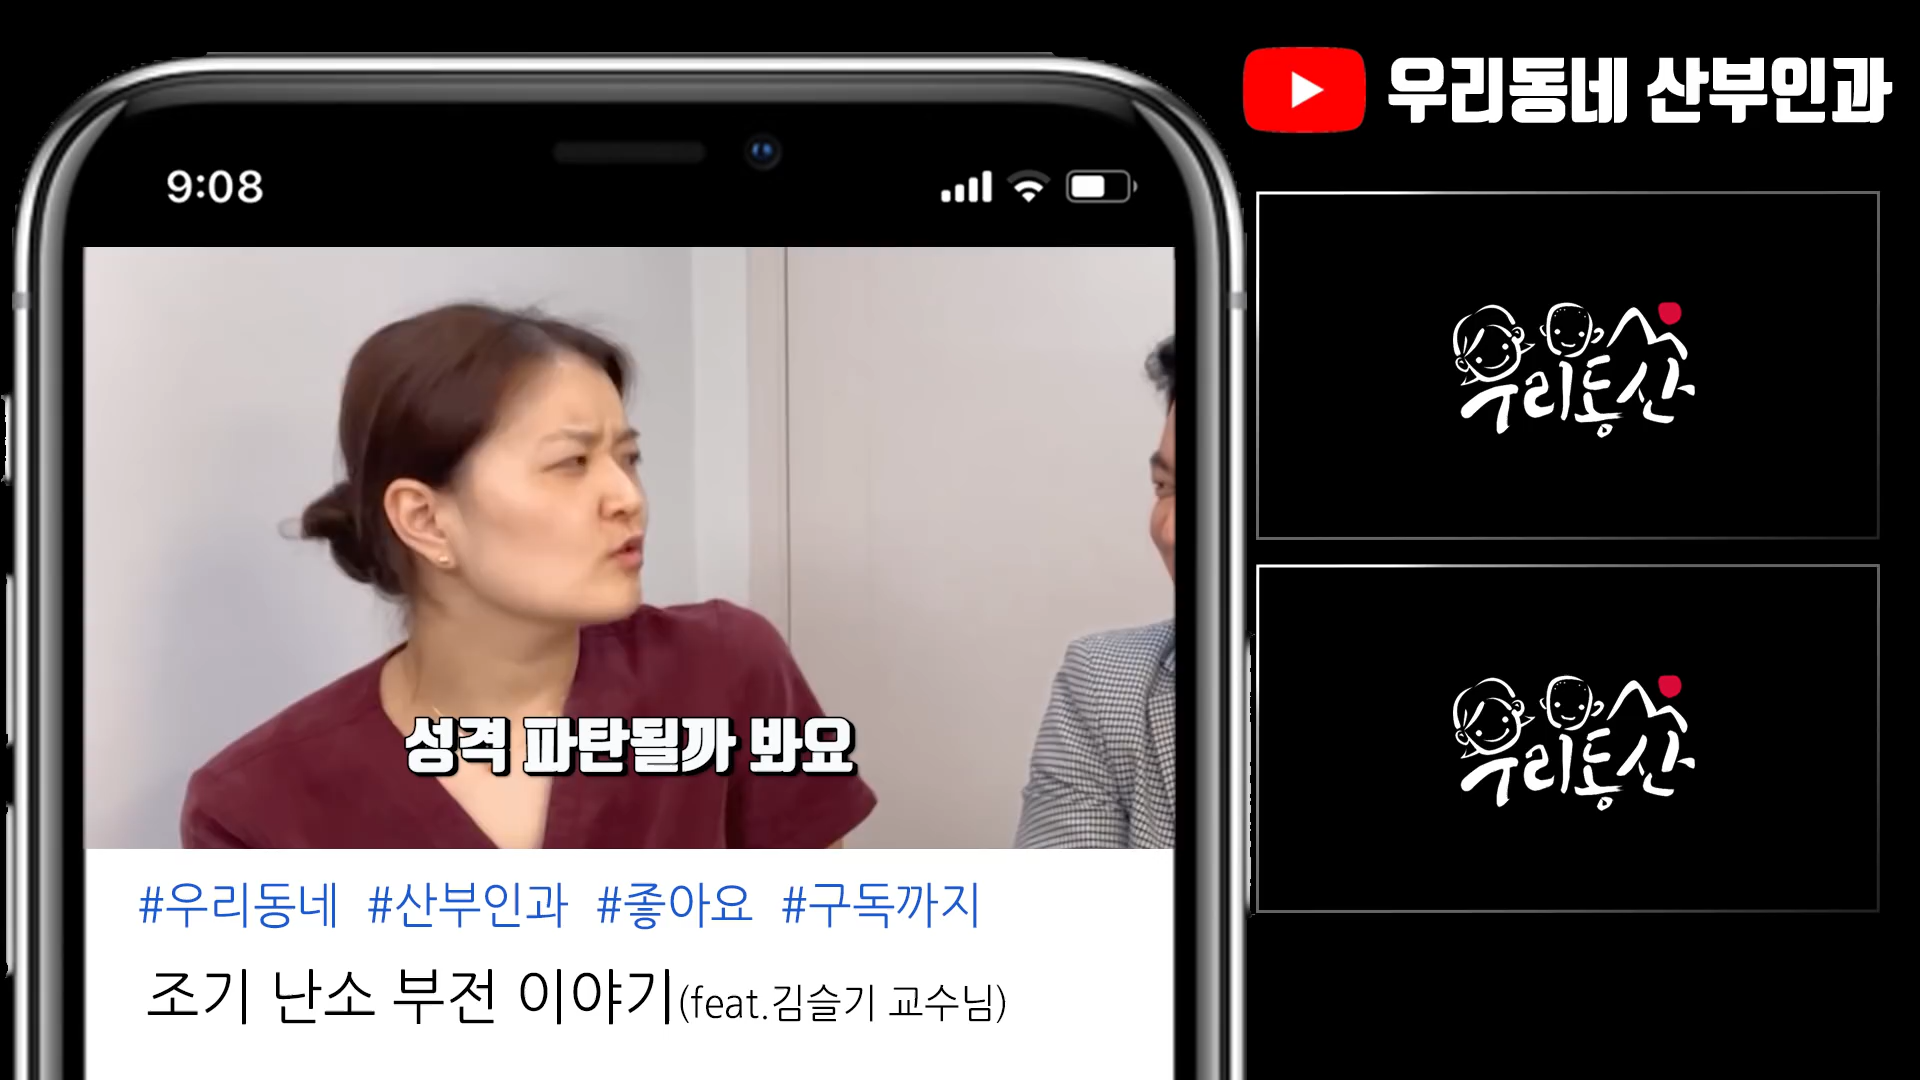 우리동네 산부인과
9:08
성격 파탄될까 봐요
#우리동네 #산부인과 #좋아요 #구독까지
조기 난소 부전 이야기(feat.김슬기 교수님)
우리동산
우리동산